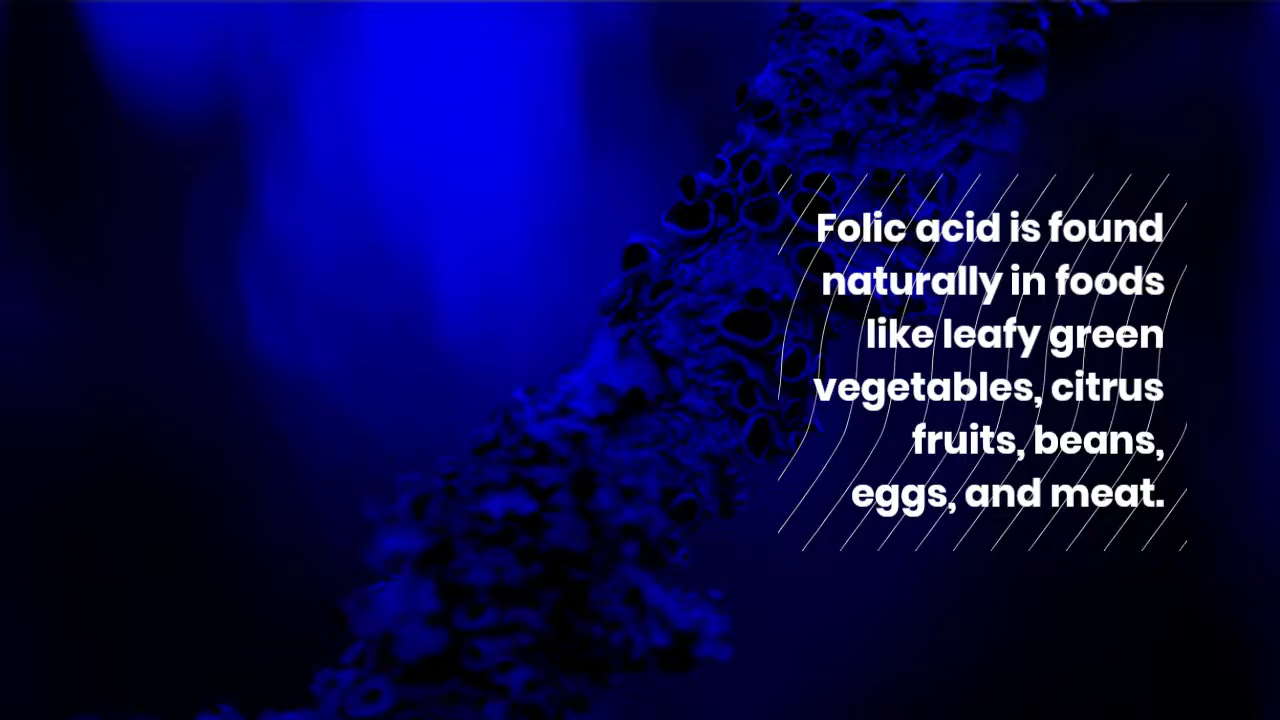 Folic acid is found
naturally in foods
like leafy green
vegetables, citrus
fruits, beans,
eggs, and meat.